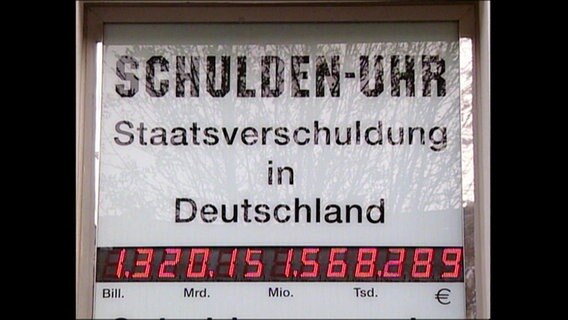 SCHULDEN-UHR
Staatsverschuldung
in
Deutschland
1.320.151.568.289
Bill. Mrd. Mio. Tsd. €